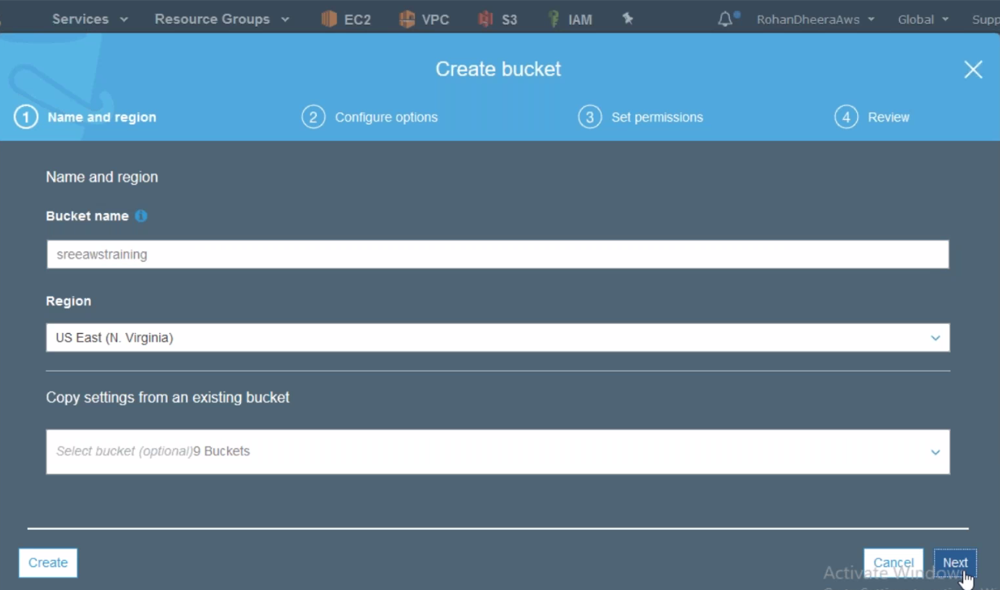 Services Resource Groups EC2 VPC S3 IAM RohanDheeraAws Global Supp
Create bucket
1 Name and region 2 Configure options 3 Set permissions 4 Review
Name and region
Bucket name
sreeawstraining
Region
US East (N. Virginia)
Copy settings from an existing bucket
Select bucket (optional)9 Buckets
Create Cancel Next
Activate Windows